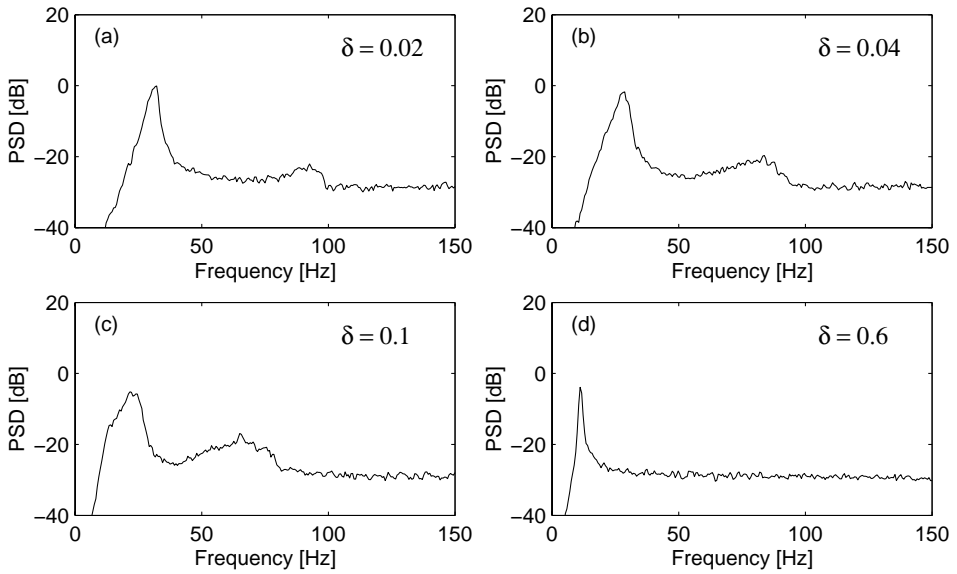 (a)
δ = 0.02
20
0
−20
−40
PSD [dB]
0
50
100
150
Frequency [Hz]
(b)
δ = 0.04
20
0
−20
−40
PSD [dB]
0
50
100
150
Frequency [Hz]
(c)
δ = 0.1
20
0
−20
−40
PSD [dB]
0
50
100
150
Frequency [Hz]
(d)
δ = 0.6
20
0
−20
−40
PSD [dB]
0
50
100
150
Frequency [Hz]